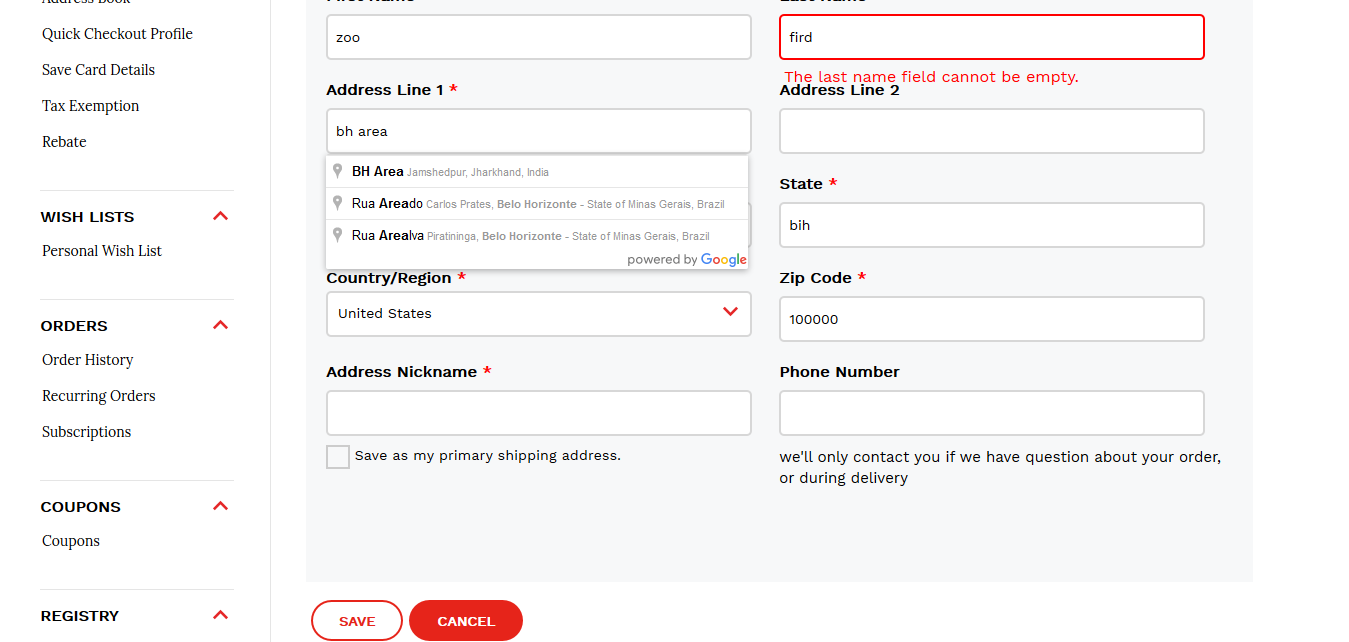 Quick Checkout Profile
Save Card Details
Tax Exemption
Rebate
WISH LISTS
Personal Wish List
ORDERS
Order History
Recurring Orders
Subscriptions
COUPONS
Coupons
REGISTRY
zoo
fird
The last name field cannot be empty.
Address Line 1 *
Address Line 2
bh area
BH Area Jamshedpur, Jharkhand, India
Rua Areado Carlos Prates, Belo Horizonte - State of Minas Gerais, Brazil
Rua Arealva Piratininga, Belo Horizonte - State of Minas Gerais, Brazil
powered by Google
State *
bih
Country/Region *
United States
Zip Code *
100000
Address Nickname *
Phone Number
Save as my primary shipping address.
we'll only contact you if we have question about your order,
or during delivery
SAVE
CANCEL